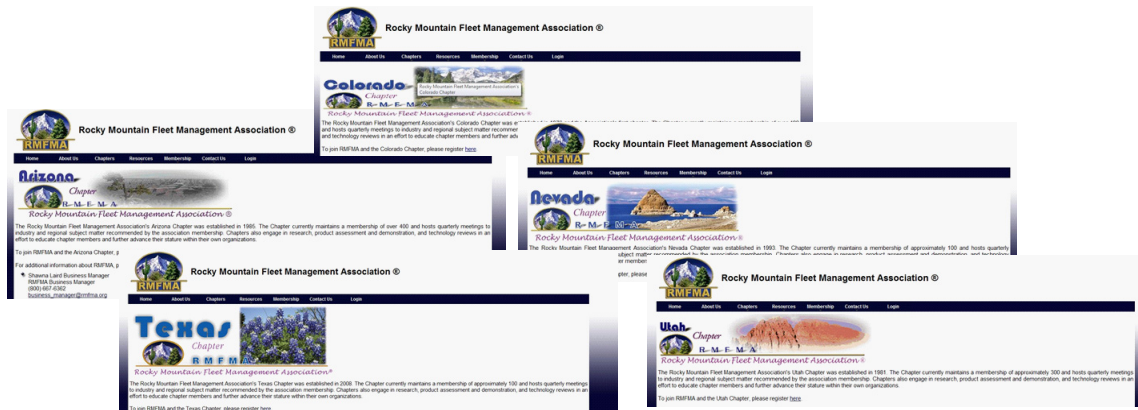 Rocky Mountain Fleet Management Association ®
RMFMA
Home About Us Chapters Resources Membership Contact Us Login
Colorado
Chapter
R M F M A
Rocky Mountain Fleet Management Association ®
Rocky Mountain Fleet Management Association's
Colorado Chapter
The Rocky Mountain Fleet Management Association's Colorado Chapter was
and hosts quarterly meetings to industry and regional subject matter recommen
and technology reviews in an effort to educate chapter members and further adv
To join RMFMA and the Colorado Chapter, please register here
Rocky Mountain Fleet Management Association ®
RMFMA
Home About Us Chapters Resources Membership Contact Us Login
Arizona
Chapter
R M F M A
Rocky Mountain Fleet Management Association ®
The Rocky Mountain Fleet Management Association's Arizona Chapter was established in 1985. The Chapter currently maintains a membership of over 400 and hosts quarterly meetings to
industry and regional subject matter recommended by the association membership. Chapters also engage in research, product assessment and demonstration, and technology reviews in an
effort to educate chapter members and further advance their stature within their own organizations.
To join RMFMA and the Arizona Chapter, p
For additional information about RMFMA, p
Shawna Laird Business Manager
RMFMA Business Manager
(800) 667-6362
business_manager@rmfma.org
Rocky Mountain Fleet Management Association ®
RMFMA
Home About Us Chapters Resources Membership Contact Us Login
Nevada
Chapter
R M F M A
Rocky Mountain Fleet Management Association ®
The Rocky Mountain Fleet Management Association's Nevada Chapter was established in 1993. The Chapter currently maintains a membership of approximately 100 and hosts quarterly
ubject matter recommended by the association membership. Chapters also engage in research, product assessment and demonstration, and technology
er member
pter, please
Rocky Mountain Fleet Management Association ®
RMFMA
Home About Us Chapters Resources Membership Contact Us Login
Texas
Chapter
R M F M A
Rocky Mountain Fleet Management Association®
The Rocky Mountain Fleet Management Association's Texas Chapter was established in 2008. The Chapter currently maintains a membership of approximately 100 and hosts quarterly meetings
to industry and regional subject matter recommended by the association membership. Chapters also engage in research, product assessment and demonstration, and technology reviews in an
effort to educate chapter members and further advance their stature within their own organizations.
To join RMFMA and the Texas Chapter, please register here
Rocky Mountain Fleet Management Association ®
RMFMA
Home About Us Chapters Resources Membership Contact Us Login
Utah
Chapter
R M F M A
Rocky Mountain Fleet Management Association ®
The Rocky Mountain Fleet Management Association's Utah Chapter was established in 1981. The Chapter currently maintains a membership of approximately 300 and hosts quarterly meetings
to industry and regional subject matter recommended by the association membership. Chapters also engage in research, product assessment and demonstration, and technology reviews in an
effort to educate chapter members and further advance their stature within their own organizations.
To join RMFMA and the Utah Chapter, please register here.